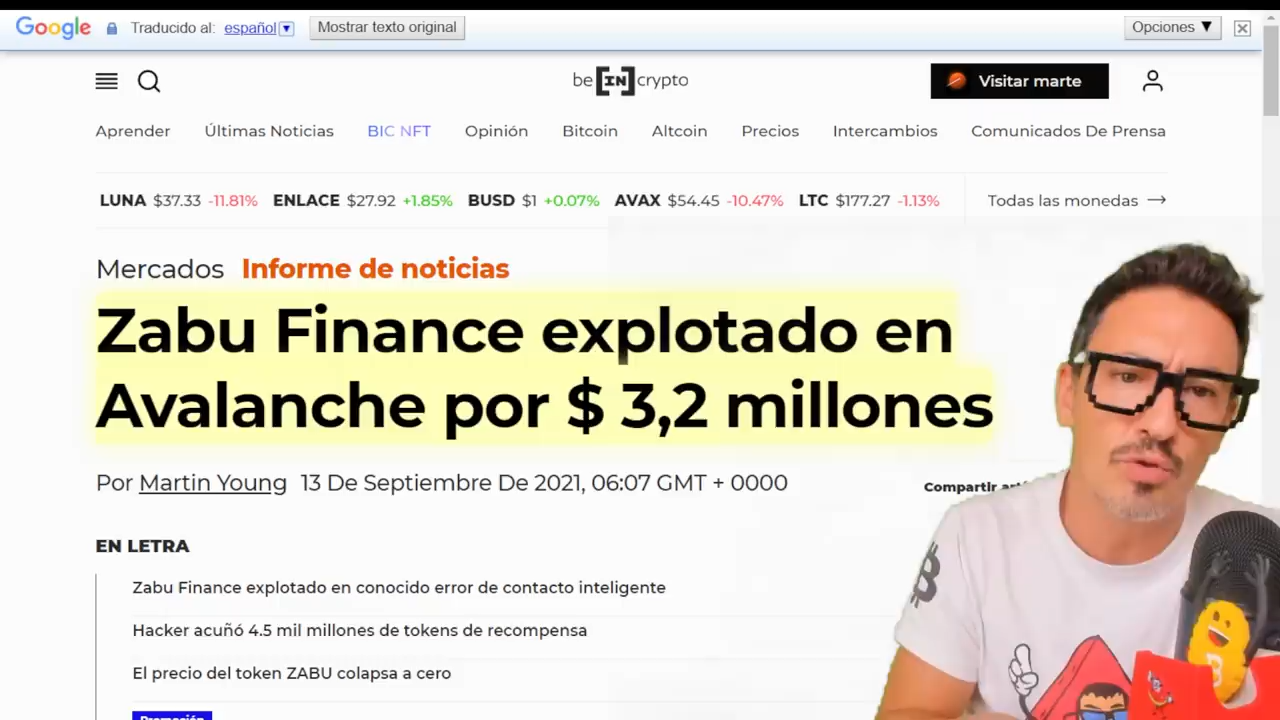 Google Traducido al: español Mostrar texto original Opciones
be [IN] crypto Visitar marte
Aprender Últimas Noticias BIC NFT Opinión Bitcoin Altcoin Precios Intercambios Comunicados De Prensa
LUNA $37.33 -11.81% ENLACE $27.92 +1.85% BUSD $1 +0.07% AVAX $54.45 -10.47% LTC $177.27 -1.13% Todas las monedas →
Mercados Informe de noticias
Zabu Finance explotado en
Avalanche por $ 3,2 millones
Por Martin Young 13 De Septiembre De 2021, 06:07 GMT + 0000
Compartir
EN LETRA
Zabu Finance explotado en conocido error de contacto inteligente
Hacker acuñó 4.5 mil millones de tokens de recompensa
El precio del token ZABU colapsa a cero
Promoción